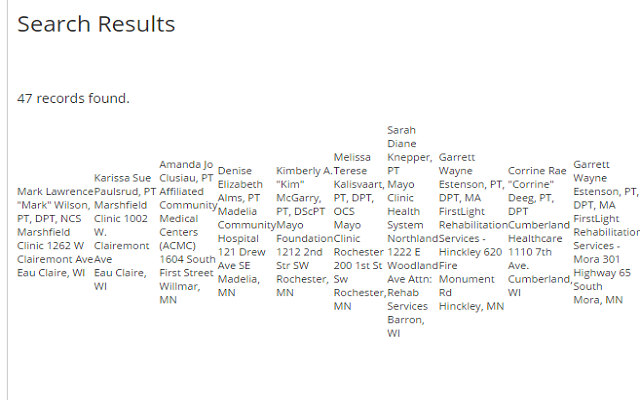 Search Results
47 records found.
Mark Lawrence
"Mark" Wilson,
PT, DPT, NCS
Marshfield
Clinic 1262 W
Clairemont Ave
Eau Claire, WI
Karissa Sue
Paulsrud, PT
Marshfield
Clinic 1002
W.
Clairemont
Ave
Eau Claire,
WI
Amanda Jo
Clusiau, PT
Affiliated
Community
Medical
Centers
(ACMC)
1604 South
First Street
Willmar,
MN
Denise
Elizabeth
Alms, PT
Madelia
Community
Hospital
121 Drew
Ave SE
Madelia,
MN
Kimberly A.
"Kim"
McGarry,
PT, DScPT
Mayo
Foundation
1212 2nd
Str SW
Rochester,
MN
Melissa
Terese
Kalisvaart,
PT, DPT,
OCS
Mayo
Clinic
Rochester
200 1st St
Sw
Rochester,
MN
Sarah
Diane
Knepper,
PT
Mayo
Clinic
Health
System
Northland
1222 E
Woodland
Ave Attn:
Rehab
Services
Barron,
WI
Garrett
Wayne
Estenson, PT,
DPT, MA
FirstLight
Rehabilitation
Services -
Hinckley 620
Fire
Monument
Rd
Hinckley, MN
Corrine Rae
"Corrine"
Deeg, PT,
DPT
Cumberland
Healthcare
1110 7th
Ave.
Cumberland,
WI
Garrett
Wayne
Estenson, PT,
DPT, MA
FirstLight
Rehabilitation
Services -
Mora 301
Highway 65
South
Mora, MN